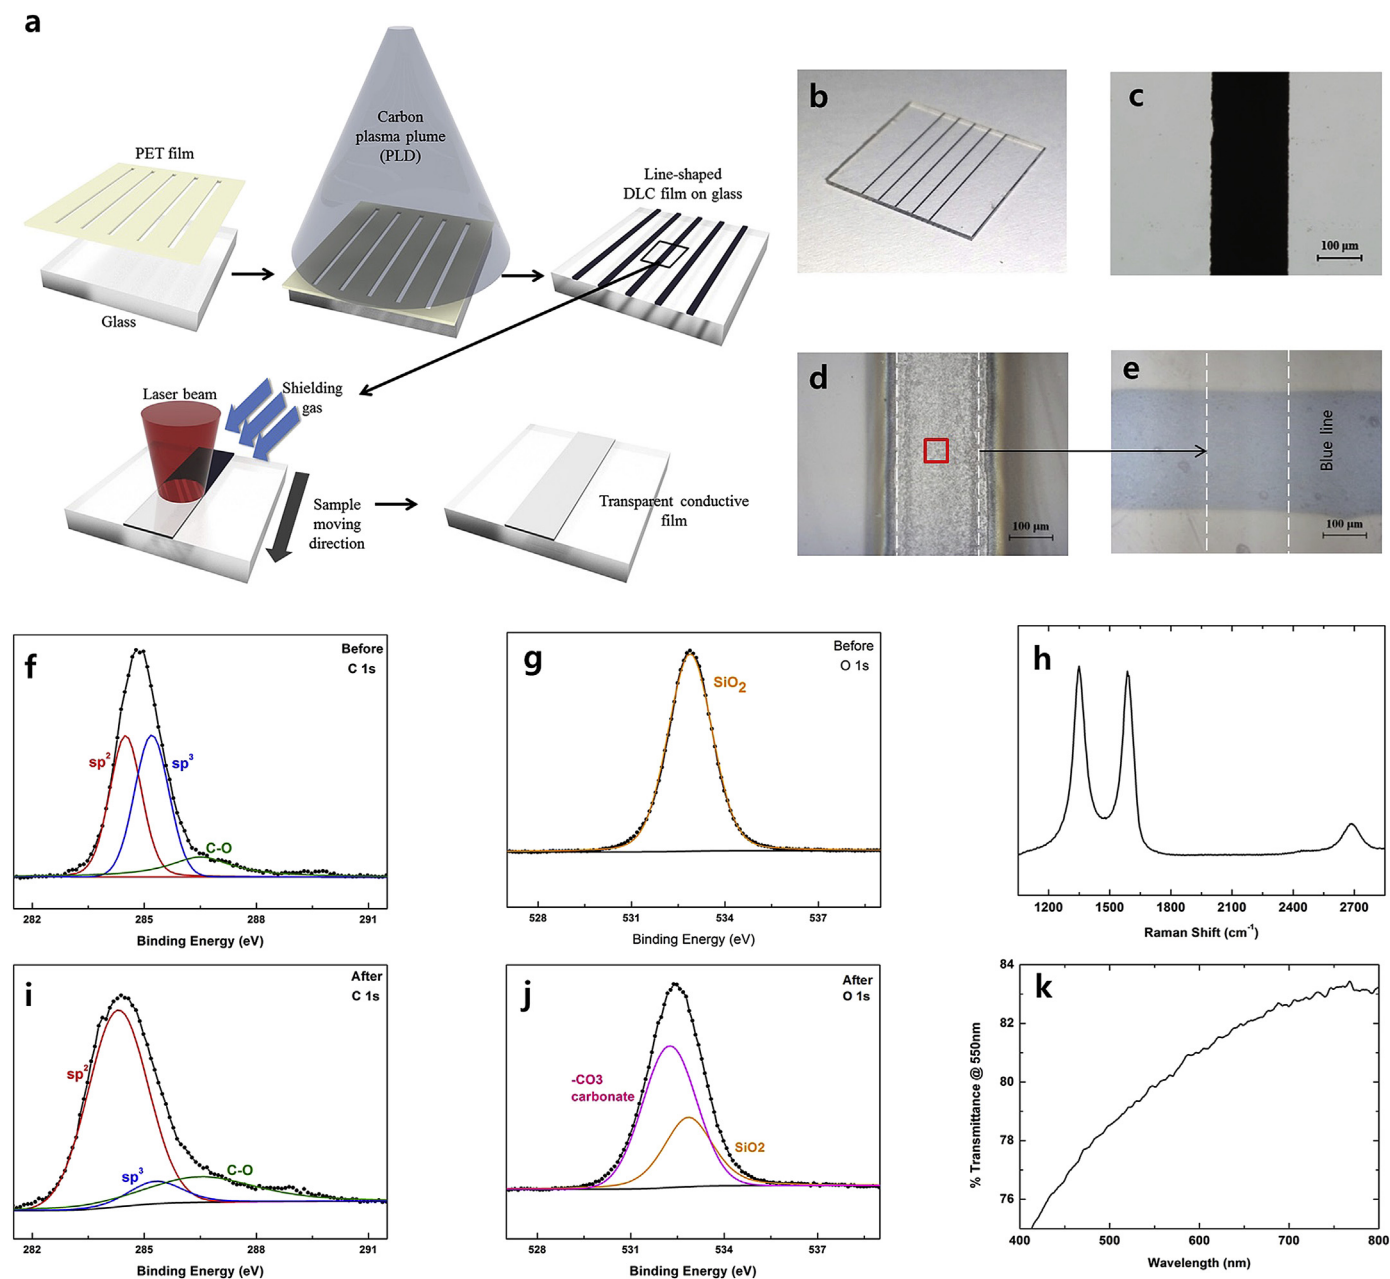 a
PET film
Glass
Carbon
plasma plume
(PLD)
Line-shaped
DLC film on glass
Laser beam
Shielding
gas
Sample
moving
direction
Transparent conductive
film
b
c
100 μm
d
100 μm
e
Blue line
100 μm
f
Before
C 1s
sp2
sp3
C-O
282
285
288
291
Binding Energy (eV)
g
Before
O 1s
SiO2
528
531
534
537
Binding Energy (eV)
h
1200
1500
1800
2100
2400
2700
Raman Shift (cm-1)
i
After
C 1s
sp2
sp3
C-O
282
285
288
291
Binding Energy (eV)
j
After
O 1s
-CO3
carbonate
SiO2
528
531
534
537
Binding Energy (eV)
k
% Transmittance @ 550nm
84
82
80
78
76
400
500
600
700
800
Wavelength (nm)